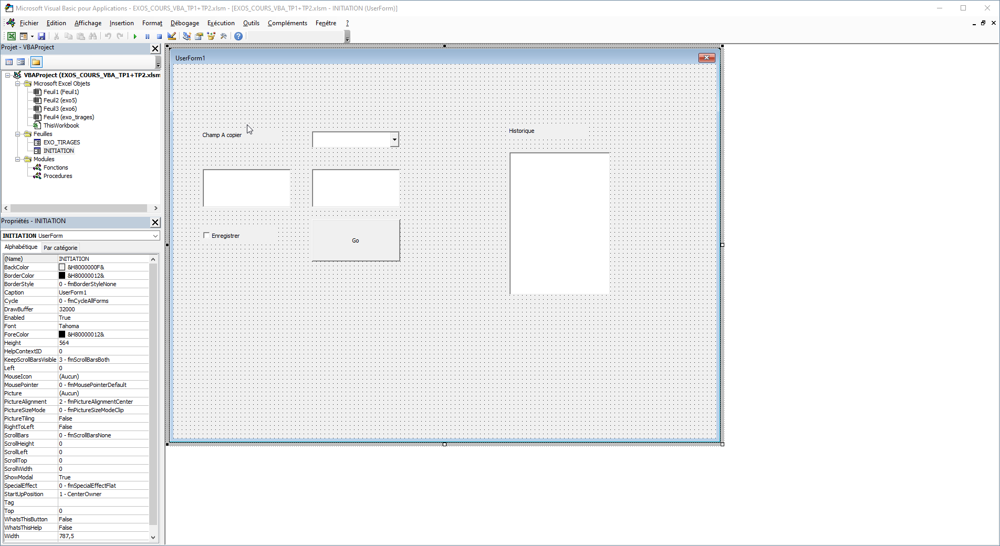 Microsoft Visual Basic pour Applications - EXOS_COURS_VBA_TP1+TP2.xlsm - [EXOS_COURS_VBA_TP1+TP2.xlsm - INITIATION (UserForm)]
Fichier Edition Affichage Insertion Format Débogage Exécution Outils Compléments Fenêtre ?
Projet - VBAProject
VBAProject (EXOS_COURS_VBA_TP1+TP2.xlsm
Microsoft Excel Objets
Feuil1 (Feuil1)
Feuil2 (exo5)
Feuil3 (exo6)
Feuil4 (exo_tirages)
ThisWorkbook
Feuilles
EXO_TIRAGES
INITIATION
Modules
Fonctions
Procedures
Propriétés - INITIATION
INITIATION UserForm
Alphabétique Par catégorie
(Name) INITIATION
BackColor &H8000000F&
BorderColor &H80000012&
BorderStyle 0 - fmBorderStyleNone
Caption UserForm1
Cycle 0 - fmCycleAllForms
DrawBuffer 32000
Enabled True
Font Tahoma
ForeColor &H80000012&
Height 564
HelpContextID 0
KeepScrollBarsVisible 3 - fmScrollBarsBoth
Left 0
MouseIcon (Aucun)
MousePointer 0 - fmMousePointerDefault
Picture (Aucun)
PictureAlignment 2 - fmPictureAlignmentCenter
PictureSizeMode 0 - fmPictureSizeModeClip
PictureTiling False
RightToLeft False
ScrollBars 0 - fmScrollBarsNone
ScrollHeight 0
ScrollLeft 0
ScrollTop 0
ScrollWidth 0
ShowModal True
SpecialEffect 0 - fmSpecialEffectFlat
StartUpPosition 1 - CenterOwner
Tag
Top 0
WhatsThisButton False
WhatsThisHelp False
Width 787,5
UserForm1
Champ A copier
Historique
Enregistrer
Go